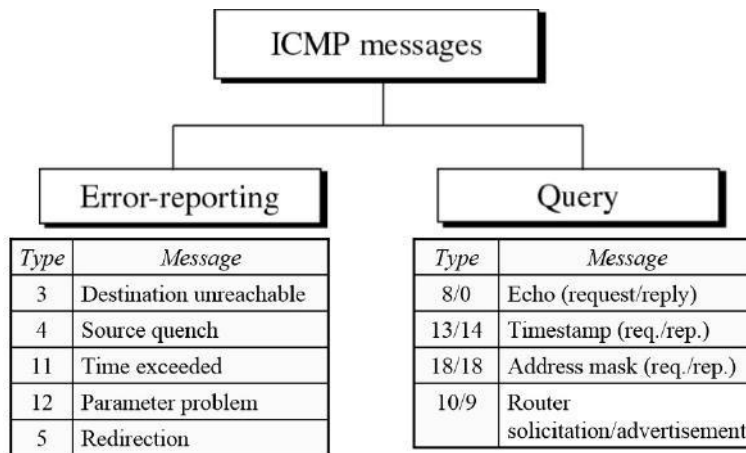 ICMP messages
Error-reporting
Query
Type Message
3 Destination unreachable
4 Source quench
11 Time exceeded
12 Parameter problem
5 Redirection
Type Message
8/0 Echo (request/reply)
13/14 Timestamp (req./rep.)
18/18 Address mask (req./rep.)
10/9 Router
solicitation/advertisement